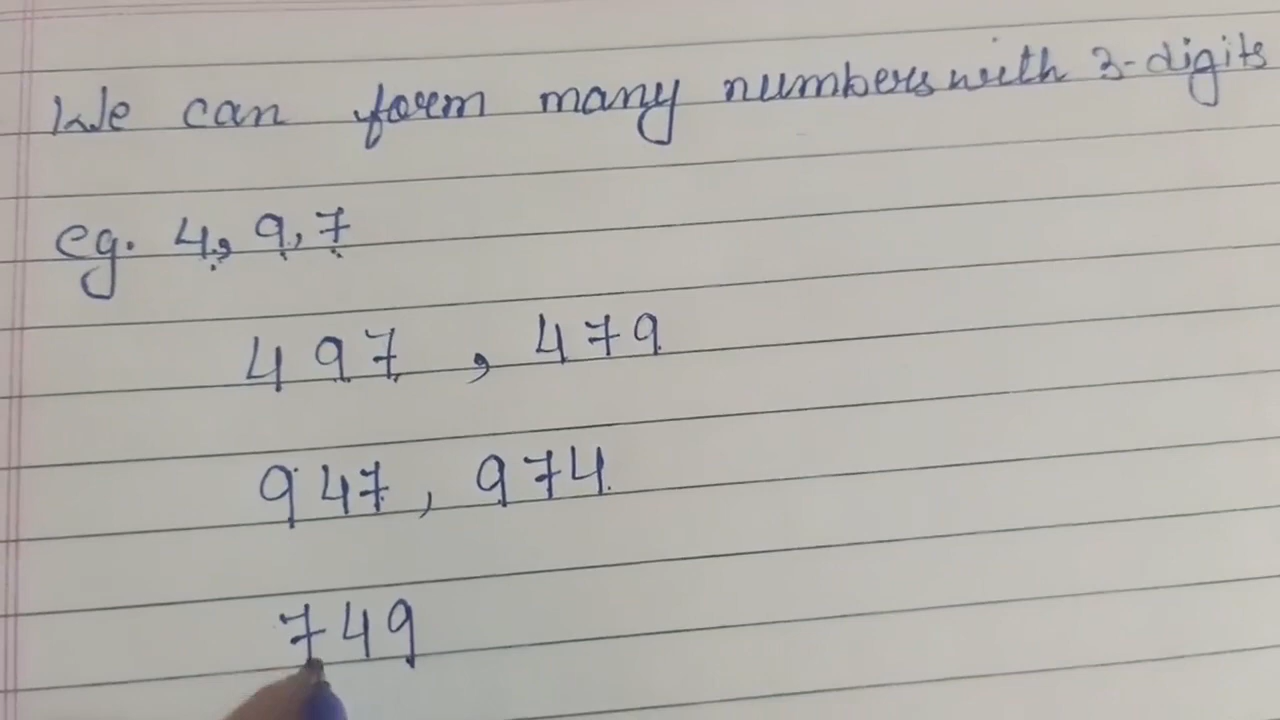 We can form many numbers with 3-digits
eg. 4, 9, 7
497 , 479
947 , 974
749